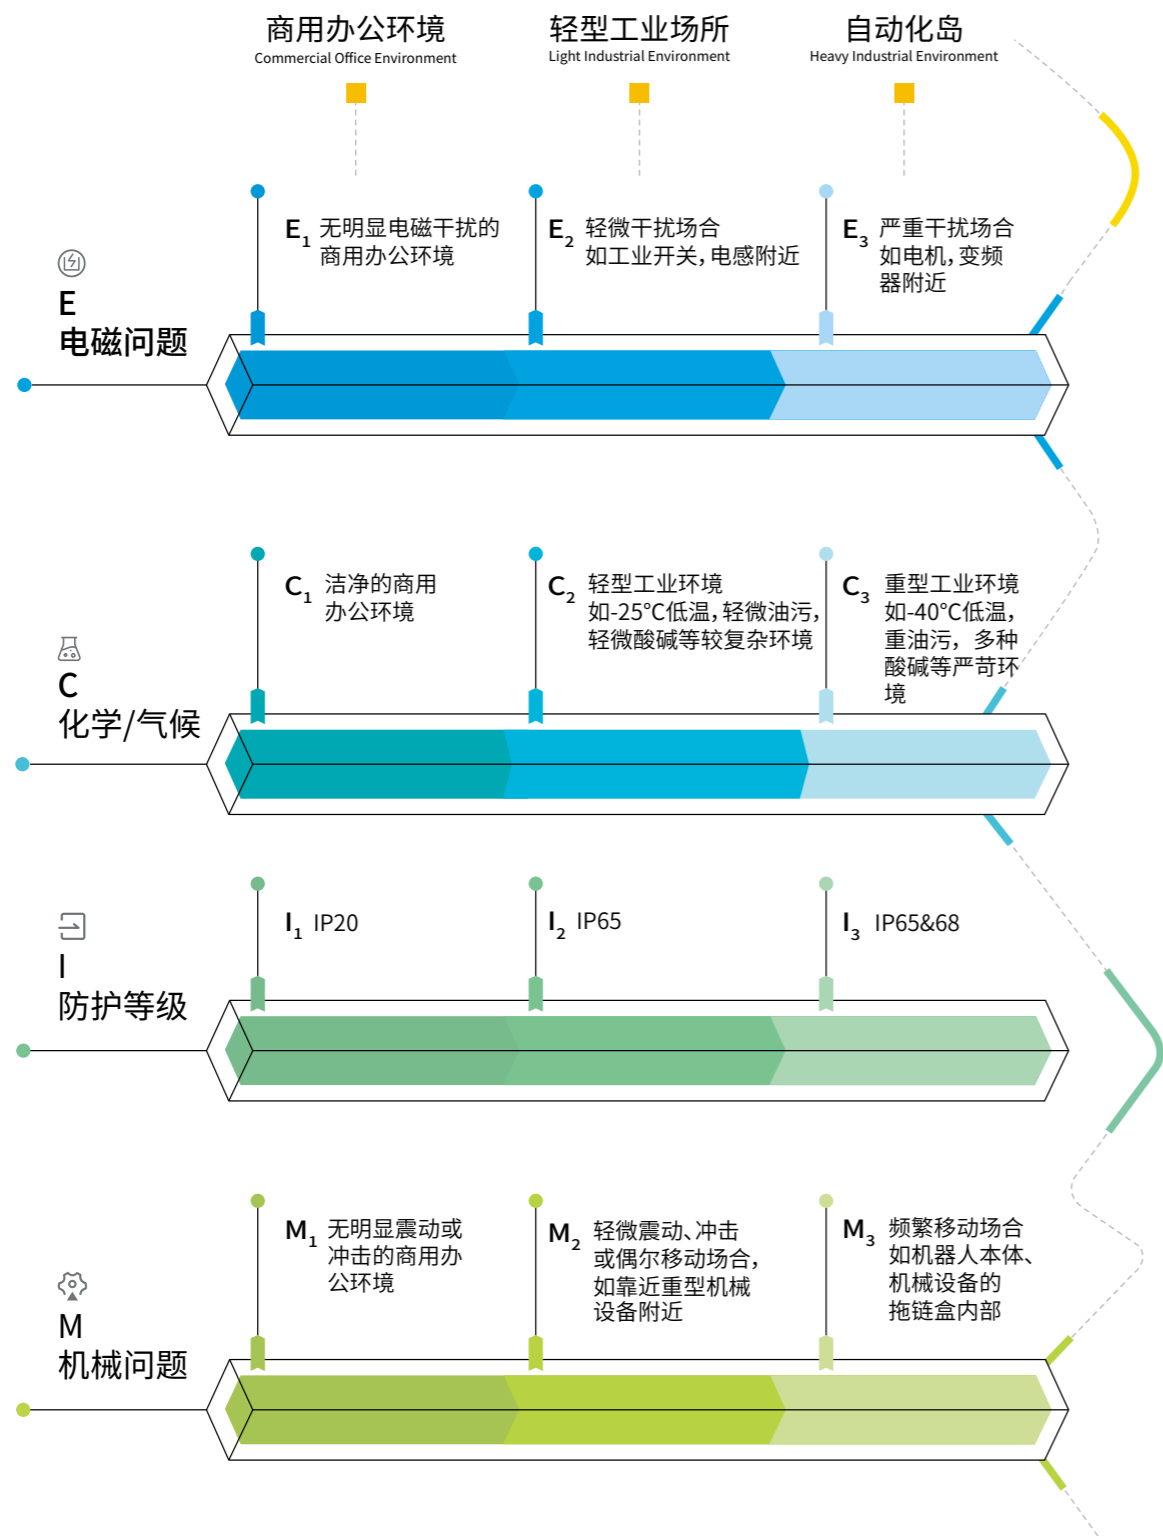 商用办公环境
Commercial Office Environment
轻型工业场所
Light Industrial Environment
自动化岛
Heavy Industrial Environment
E
电磁问题
E1 无明显电磁干扰的
商用办公环境
E2 轻微干扰场合
如工业开关，电感附近
E3 严重干扰场合
如电机，变频
器附近
C
化学/气候
C1 洁净的商用
办公环境
C2 轻型工业环境
如-25℃低温，轻微油污，
轻微酸碱等较复杂环境
C3 重型工业环境
如-40℃低温，
重油污，多种
酸碱等严苛环
境
I
防护等级
I1 IP20
I2 IP65
I3 IP65&68
M
机械问题
M1 无明显震动或
冲击的商用办
公环境
M2 轻微震动、冲击
或偶尔移动场合，
如靠近重型机械
设备附近
M3 频繁移动场合
如机器人本体、
机械设备的
拖链盒内部